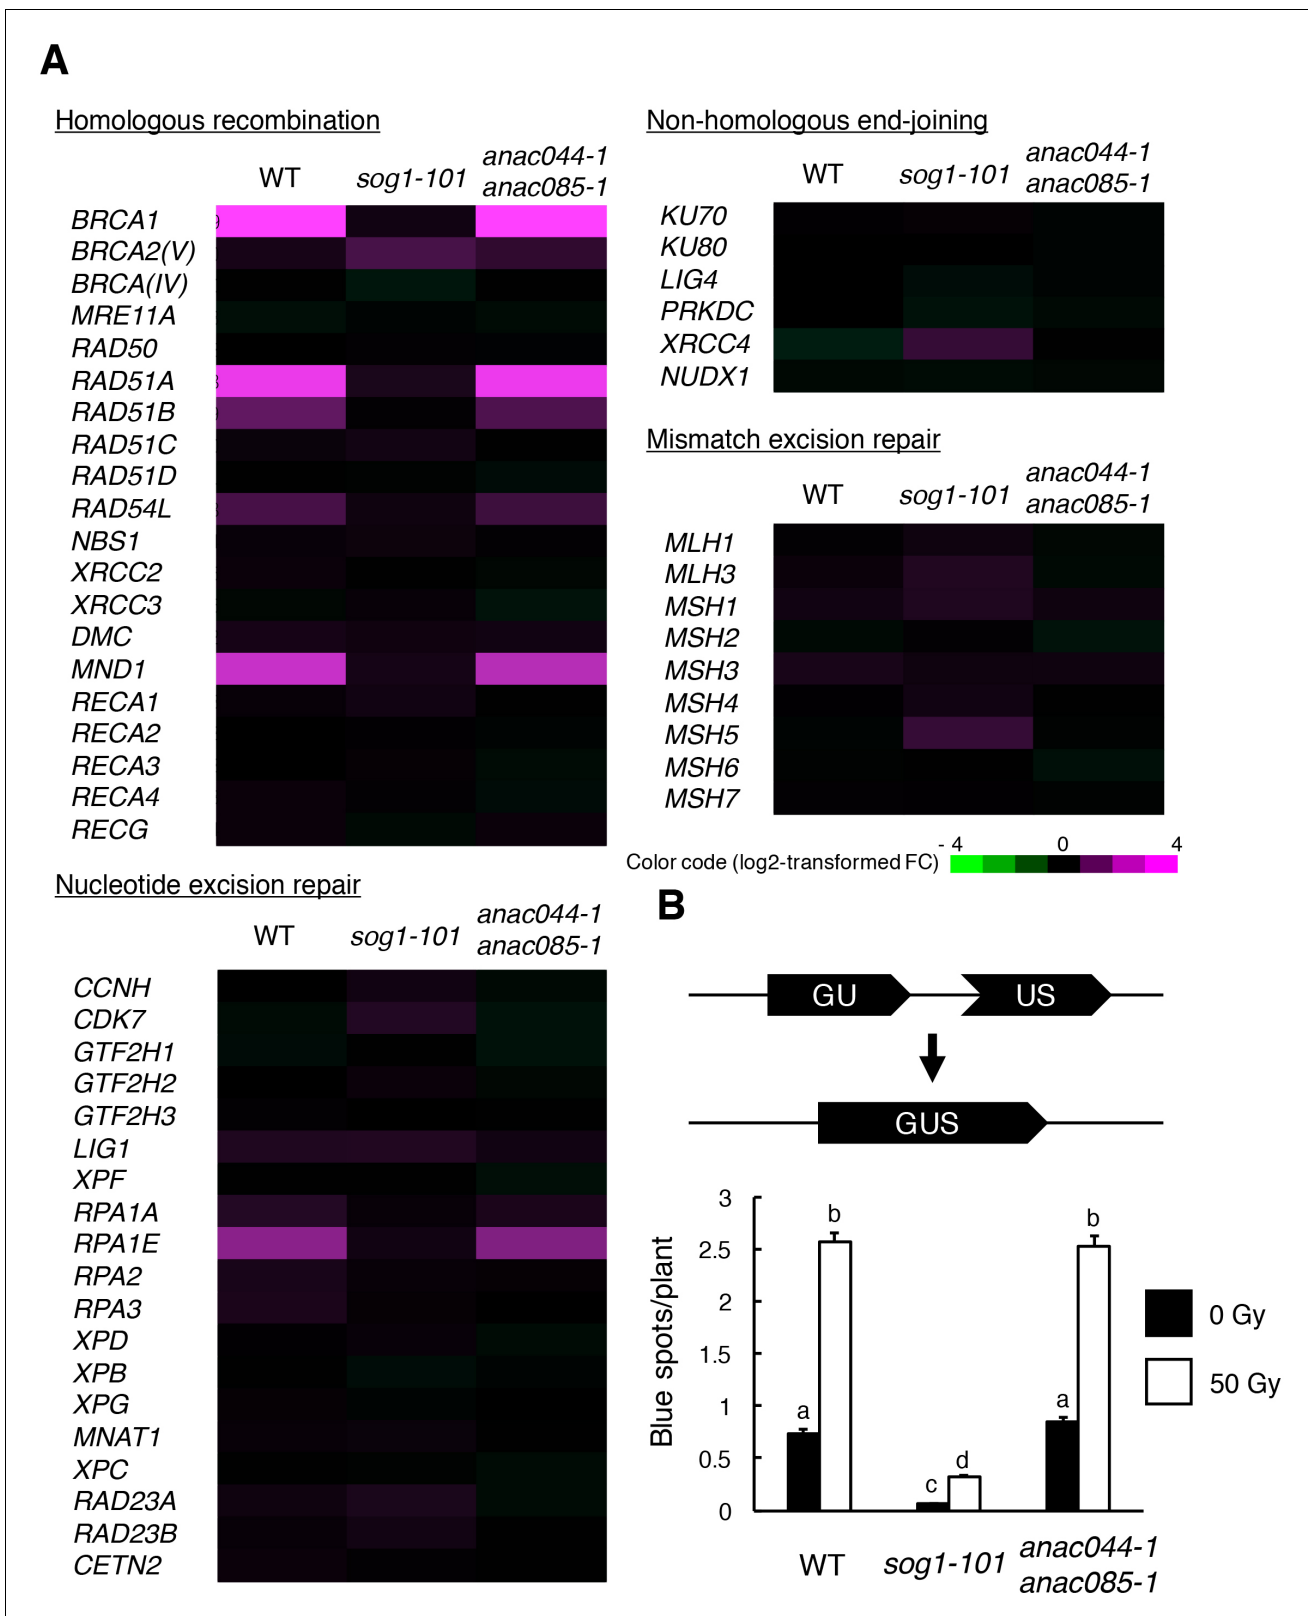 A
Homologous recombination
WT sog1-101 anac044-1
anac085-1
BRCA1
BRCA2(V)
BRCA(IV)
MRE11A
RAD50
RAD51A
RAD51B
RAD51C
RAD51D
RAD54L
NBS1
XRCC2
XRCC3
DMC
MND1
RECA1
RECA2
RECA3
RECA4
RECG
Nucleotide excision repair
WT sog1-101 anac044-1
anac085-1
CCNH
CDK7
GTF2H1
GTF2H2
GTF2H3
LIG1
XPF
RPA1A
RPA1E
RPA2
RPA3
XPD
XPB
XPG
MNAT1
XPC
RAD23A
RAD23B
CETN2
Non-homologous end-joining
WT sog1-101 anac044-1
anac085-1
KU70
KU80
LIG4
PRKDC
XRCC4
NUDX1
Mismatch excision repair
WT sog1-101 anac044-1
anac085-1
MLH1
MLH3
MSH1
MSH2
MSH3
MSH4
MSH5
MSH6
MSH7
- 4 0 4
Color code (log2-transformed FC)
B
GU US
GUS
Blue spots/plant
3
2.5
2
1.5
1
0.5
0
a b c d a b
0 Gy
50 Gy
WT sog1-101 anac044-1
anac085-1